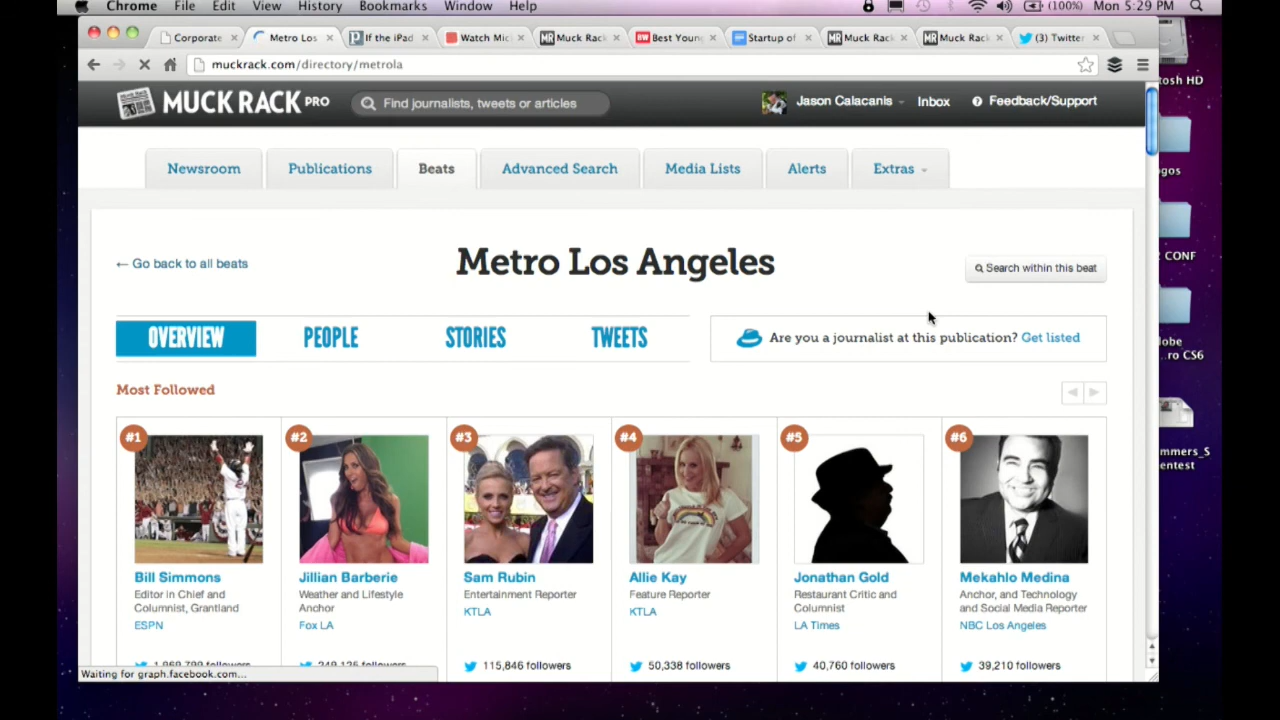 Chrome File Edit View History Bookmarks Window Help (100%) Mon 5:29 PM
Corporate Metro Los If the iPad Watch Mic Muck Rack Best Youn Startup of Muck Rack Muck Rack (3) Twitter
muckrack.com/directory/metrola
tosh HD
MUCK RACK PRO Find journalists, tweets or articles Jason Calacanis Inbox Feedback/Support
Newsroom Publications Beats Advanced Search Media Lists Alerts Extras
gos
← Go back to all beats Metro Los Angeles Search within this beat
CONF
OVERVIEW PEOPLE STORIES TWEETS Are you a journalist at this publication? Get listed
lobe
...ro CS6
Most Followed
#1 #2 #3 #4 #5 #6
mmers_S
entest
Bill Simmons Jillian Barberie Sam Rubin Allie Kay Jonathan Gold Mekahlo Medina
Editor in Chief and Weather and Lifestyle Entertainment Reporter Feature Reporter Restaurant Critic and Anchor, and Technology
Columnist, Grantland Anchor KTLA KTLA Columnist and Social Media Reporter
ESPN Fox LA LA Times NBC Los Angeles
followers followers 115,846 followers 50,338 followers 40,760 followers 39,210 followers
Waiting for graph.facebook.com...